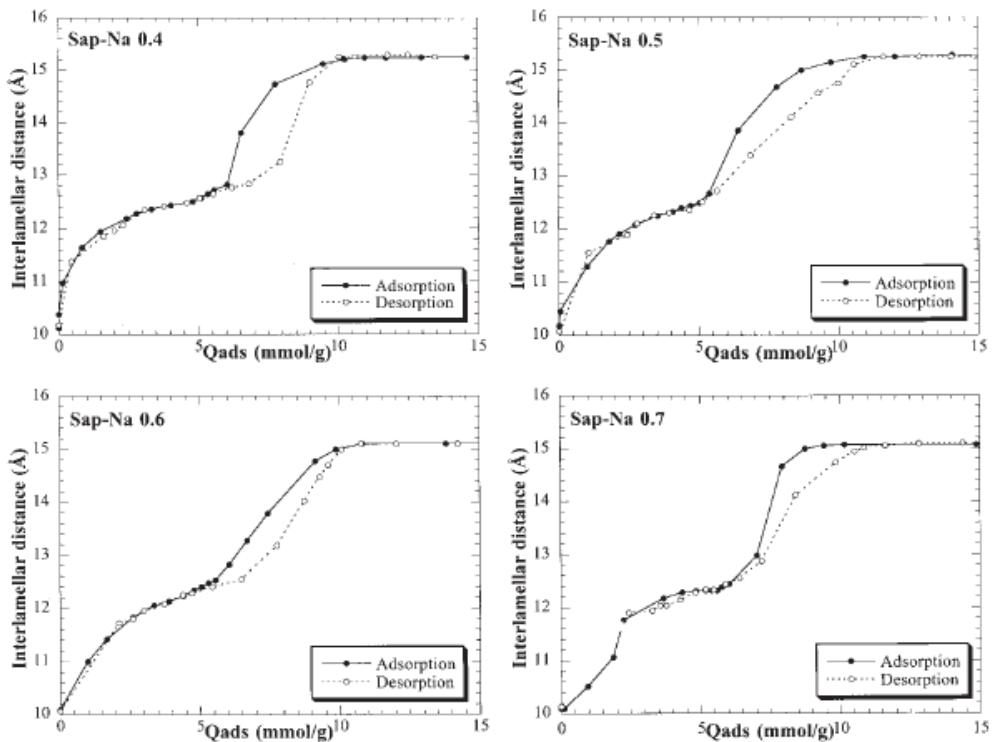 Sap-Na 0.4
Interlamellar distance (Å)
16
15
14
13
12
11
10
0
5
10
15
Qads (mmol/g)
Adsorption
Desorption
Sap-Na 0.5
Interlamellar distance (Å)
16
15
14
13
12
11
10
0
5
10
15
Qads (mmol/g)
Adsorption
Desorption
Sap-Na 0.6
Interlamellar distance (Å)
16
15
14
13
12
11
10
0
5
10
15
Qads (mmol/g)
Adsorption
Desorption
Sap-Na 0.7
Interlamellar distance (Å)
16
15
14
13
12
11
10
0
5
10
15
Qads (mmol/g)
Adsorption
Desorption